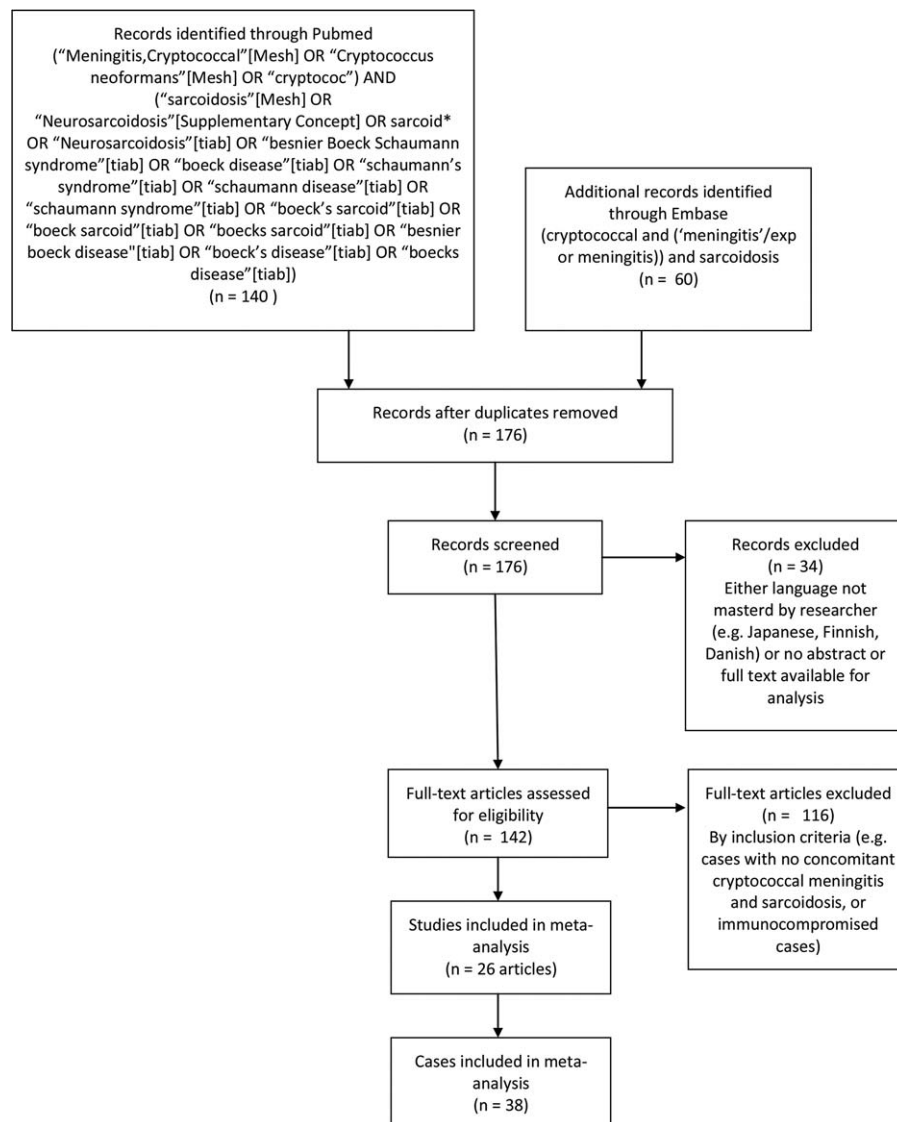 Records identified through Pubmed
(“Meningitis,Cryptococcal”[Mesh] OR “Cryptococcus
neoformans”[Mesh] OR “cryptococ”) AND
(“sarcoidosis”[Mesh] OR
“Neurosarcoidosis”[Supplementary Concept] OR sarcoid*
OR “Neurosarcoidosis”[tiab] OR “besnier Boeck Schaumann
syndrome”[tiab] OR “boeck disease”[tiab] OR “schaumann’s
syndrome”[tiab] OR “schaumann disease”[tiab] OR
“schaumann syndrome”[tiab] OR “boeck’s sarcoid”[tiab] OR
“boeck sarcoid”[tiab] OR “boecks sarcoid”[tiab] OR “besnier
boeck disease"[tiab] OR “boeck’s disease”[tiab] OR “boecks
disease”[tiab])
(n = 140 )
Additional records identified
through Embase
(cryptococcal and (‘meningitis’/exp
or meningitis)) and sarcoidosis
(n = 60)
Records after duplicates removed
(n = 176)
Records screened
(n = 176)
Records excluded
(n = 34)
Either language not
masterd by researcher
(e.g. Japanese, Finnish,
Danish) or no abstract or
full text available for
analysis
Full-text articles assessed
for eligibility
(n = 142)
Full-text articles excluded
(n = 116)
By inclusion criteria (e.g.
cases with no concomitant
cryptococcal meningitis
and sarcoidosis, or
immunocompromised
cases)
Studies included in meta-
analysis
(n = 26 articles)
Cases included in meta-
analysis
(n = 38)